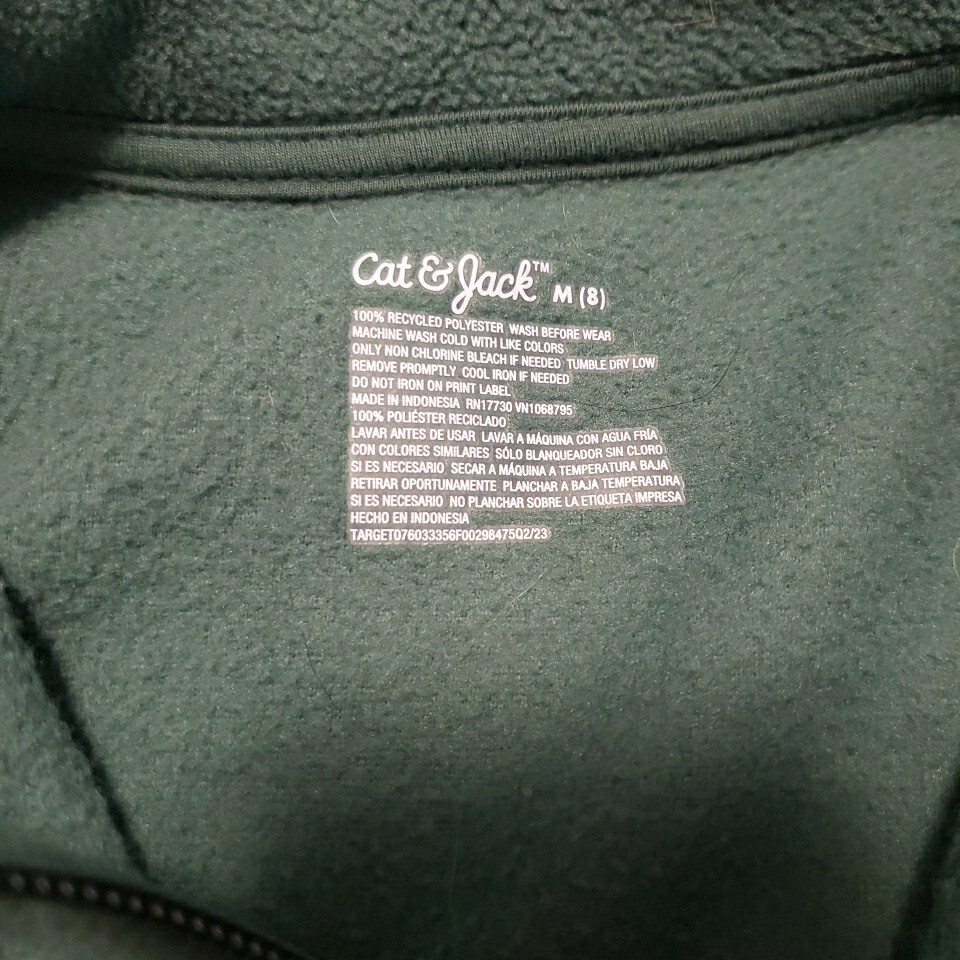 Cat & Jack™ M (8)
100% RECYCLED POLYESTER WASH BEFORE WEAR
MACHINE WASH COLD WITH LIKE COLORS
ONLY NON CHLORINE BLEACH IF NEEDED TUMBLE DRY LOW
REMOVE PROMPTLY COOL IRON IF NEEDED
DO NOT IRON ON PRINT LABEL
MADE IN INDONESIA RN17730 VN1068795
100% POLIÉSTER RECICLADO
LAVAR ANTES DE USAR LAVAR A MÁQUINA CON AGUA FRÍA
CON COLORES SIMILARES SÓLO BLANQUEADOR SIN CLORO
SI ES NECESARIO SECAR A MÁQUINA A TEMPERATURA BAJA
RETIRAR OPORTUNAMENTE PLANCHAR A BAJA TEMPERATURA
SI ES NECESARIO NO PLANCHAR SOBRE LA ETIQUETA IMPRESA
HECHO EN INDONESIA
TARGET076033356F00298475Q2/23